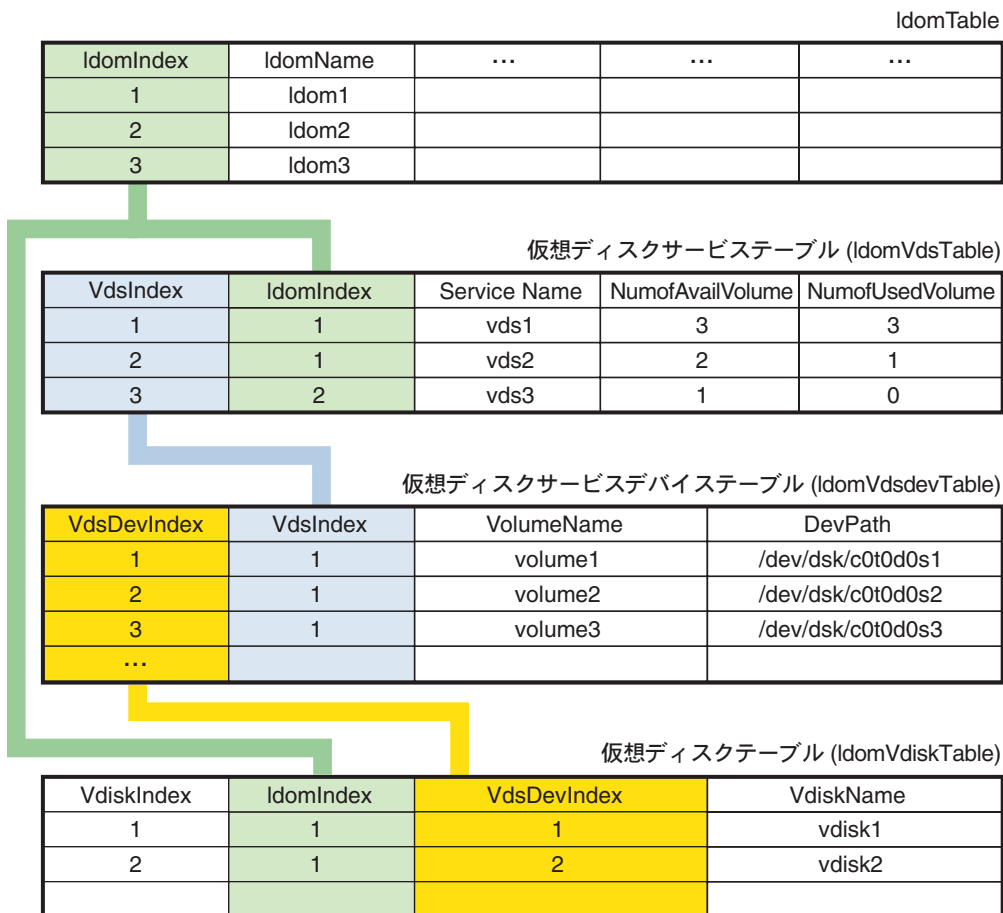 ldomTable
ldomIndex ldomName ... ... ...
1 ldom1
2 ldom2
3 ldom3
仮想ディスクサービステーブル (ldomVdsTable)
VdsIndex ldomIndex Service Name NumofAvailVolume NumofUsedVolume
1 1 vds1 3 3
2 1 vds2 2 1
3 2 vds3 1 0
仮想ディスクサービスデバイステーブル (ldomVdsdevTable)
VdsDevIndex VdsIndex VolumeName DevPath
1 1 volume1 /dev/dsk/c0t0d0s1
2 1 volume2 /dev/dsk/c0t0d0s2
3 1 volume3 /dev/dsk/c0t0d0s3
...
仮想ディスクテーブル (ldomVdiskTable)
VdiskIndex ldomIndex VdsDevIndex VdiskName
1 1 1 vdisk1
2 1 2 vdisk2